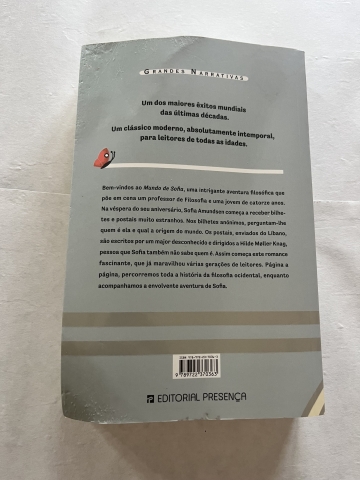 GRANDES NARRATIVAS
Um dos maiores êxitos mundiais
das últimas décadas.
Um clássico moderno, absolutamente intemporal,
para leitores de todas as idades.
Bem-vindos ao Mundo de Sofia, uma intrigante aventura filosófica que
põe em cena um professor de Filosofia e uma jovem de catorze anos.
Na véspera do seu aniversário, Sofia Amundsen começa a receber bilhe-
tes e postais muito estranhos. Nos bilhetes anónimos, perguntam-lhe
quem é ela e qual a origem do mundo. Os postais, enviados do Líbano,
são escritos por um major desconhecido e dirigidos a Hilde Møller Knag,
pessoa que Sofia também não sabe quem é. Assim começa este romance
fascinante, que já maravilhou várias gerações de leitores. Página a
página, percorremos toda a história da filosofia ocidental, enquanto
acompanhamos a envolvente aventura de Sofia.
9 789722 370363
EDITORIAL PRESENÇA